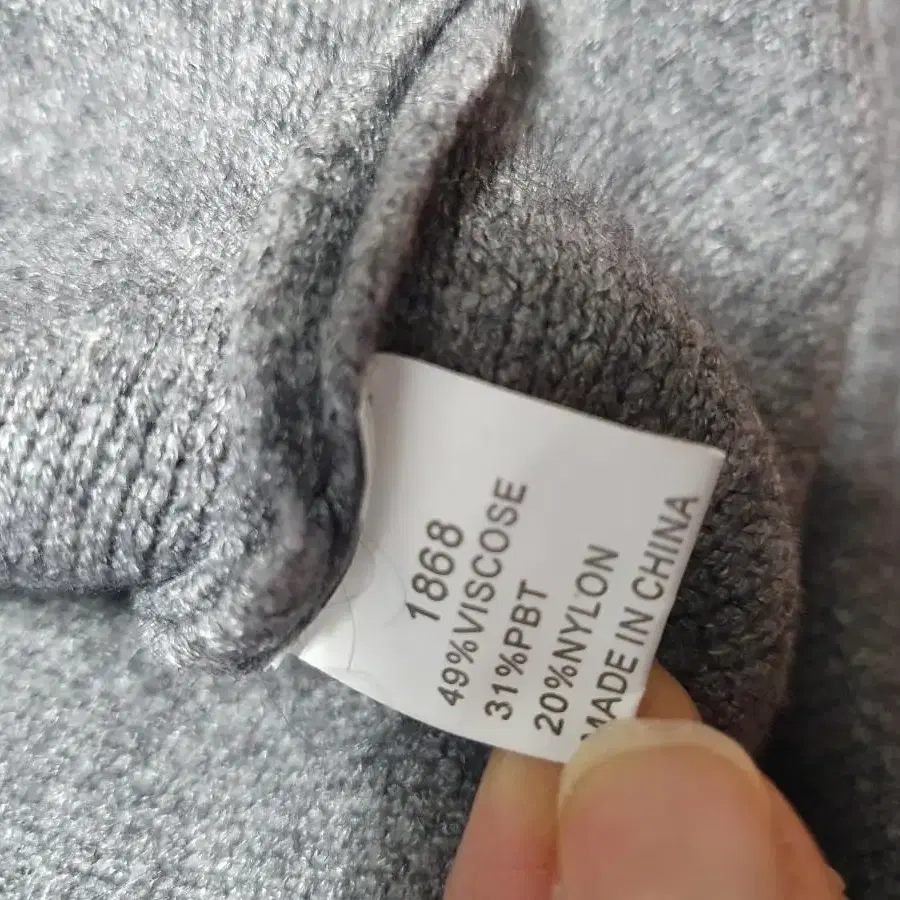 1868
49%VISCOSE
31%PBT
20%NYLON
MADE IN CHINA